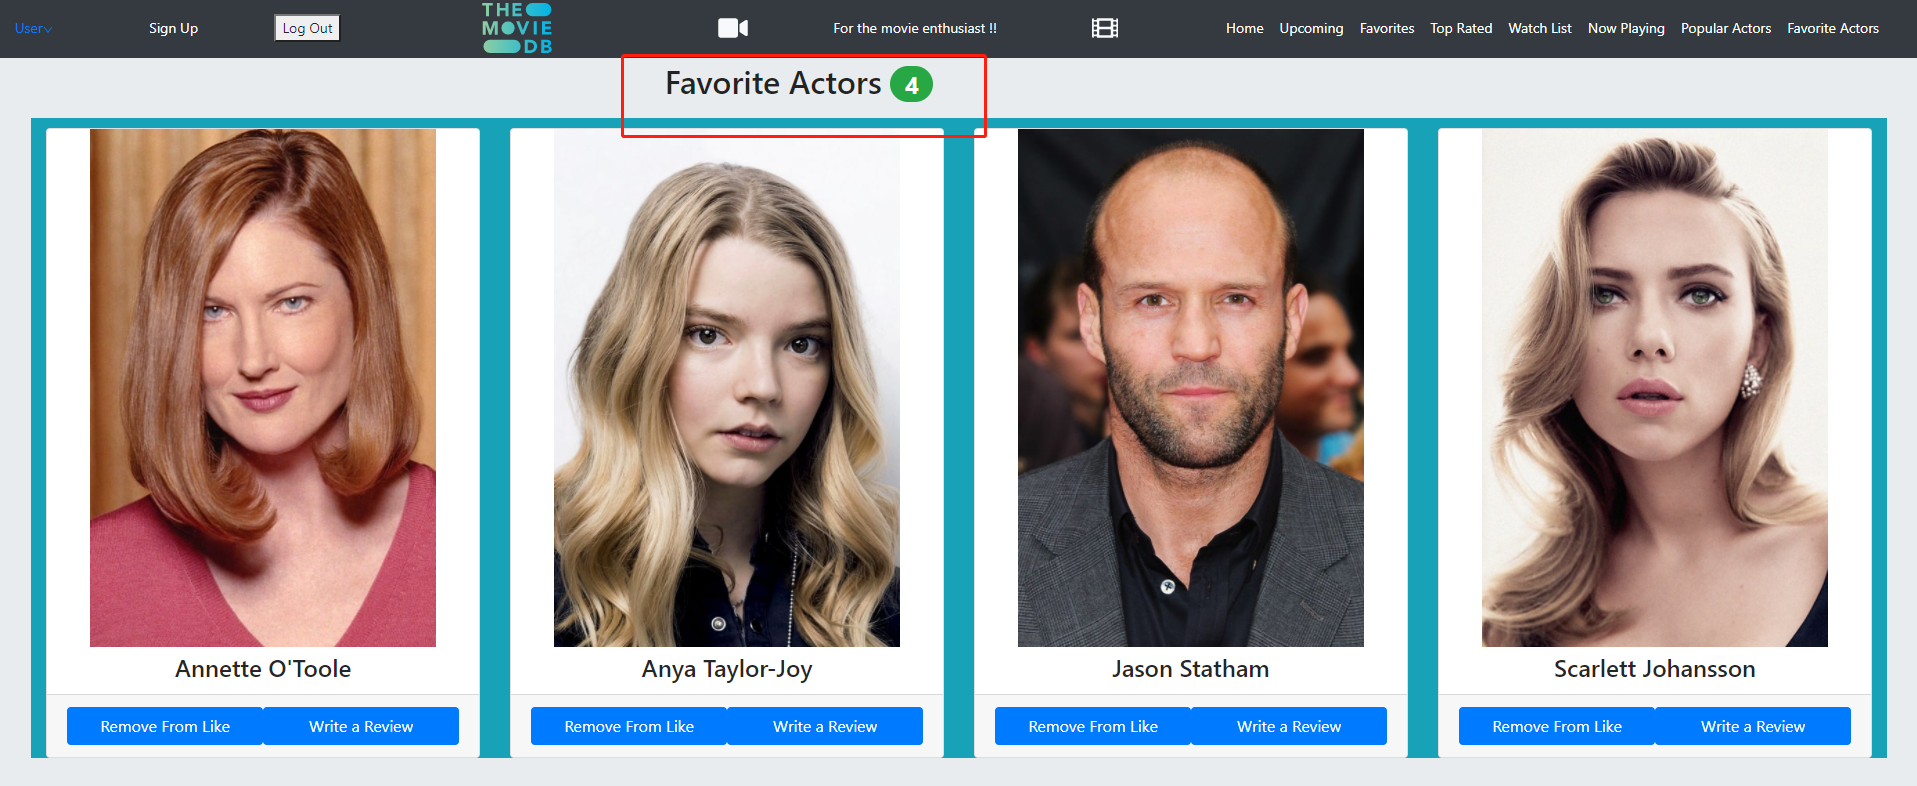 User
Sign Up
Log Out
THE
MOVIE
DB
For the movie enthusiast !!
Home
Upcoming
Favorites
Top Rated
Watch List
Now Playing
Popular Actors
Favorite Actors
Favorite Actors 4
Annette O'Toole
Anya Taylor-Joy
Jason Statham
Scarlett Johansson
Remove From Like
Write a Review
Remove From Like
Write a Review
Remove From Like
Write a Review
Remove From Like
Write a Review